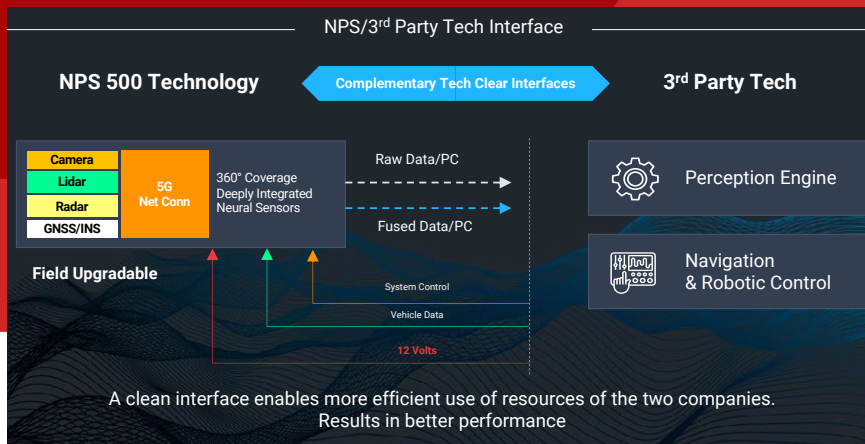 NPS/3rd Party Tech Interface
NPS 500 Technology
Complementary Tech Clear Interfaces
3rd Party Tech
Camera
Lidar
Radar
GNSS/INS
5G
Net Conn
360° Coverage
Deeply Integrated
Neural Sensors
Raw Data/PC
Fused Data/PC
Perception Engine
Navigation
& Robotic Control
Field Upgradable
System Control
Vehicle Data
12 Volts
A clean interface enables more efficient use of resources of the two companies.
Results in better performance